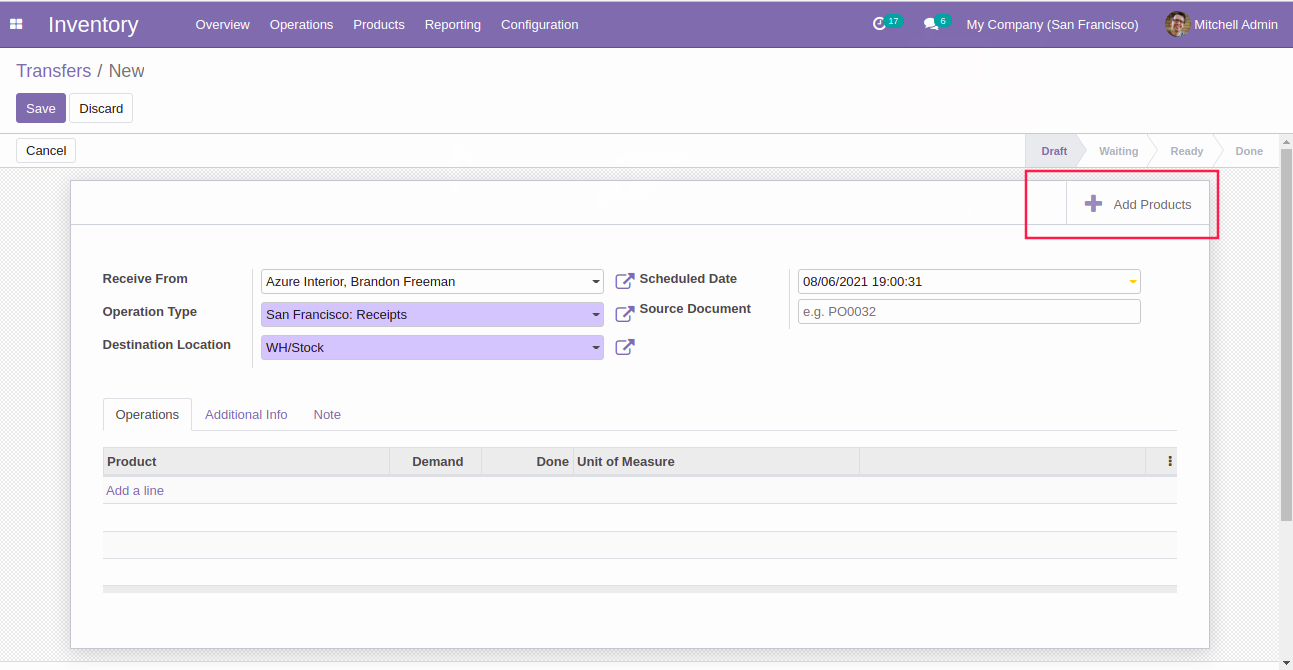 Inventory Overview Operations Products Reporting Configuration 17 6 My Company (San Francisco) Mitchell Admin
Transfers / New
Save Discard
Cancel Draft Waiting Ready Done
Add Products
Receive From Azure Interior, Brandon Freeman Scheduled Date 08/06/2021 19:00:31
Operation Type San Francisco: Receipts Source Document e.g. PO0032
Destination Location WH/Stock
Operations Additional Info Note
Product Demand Done Unit of Measure
Add a line